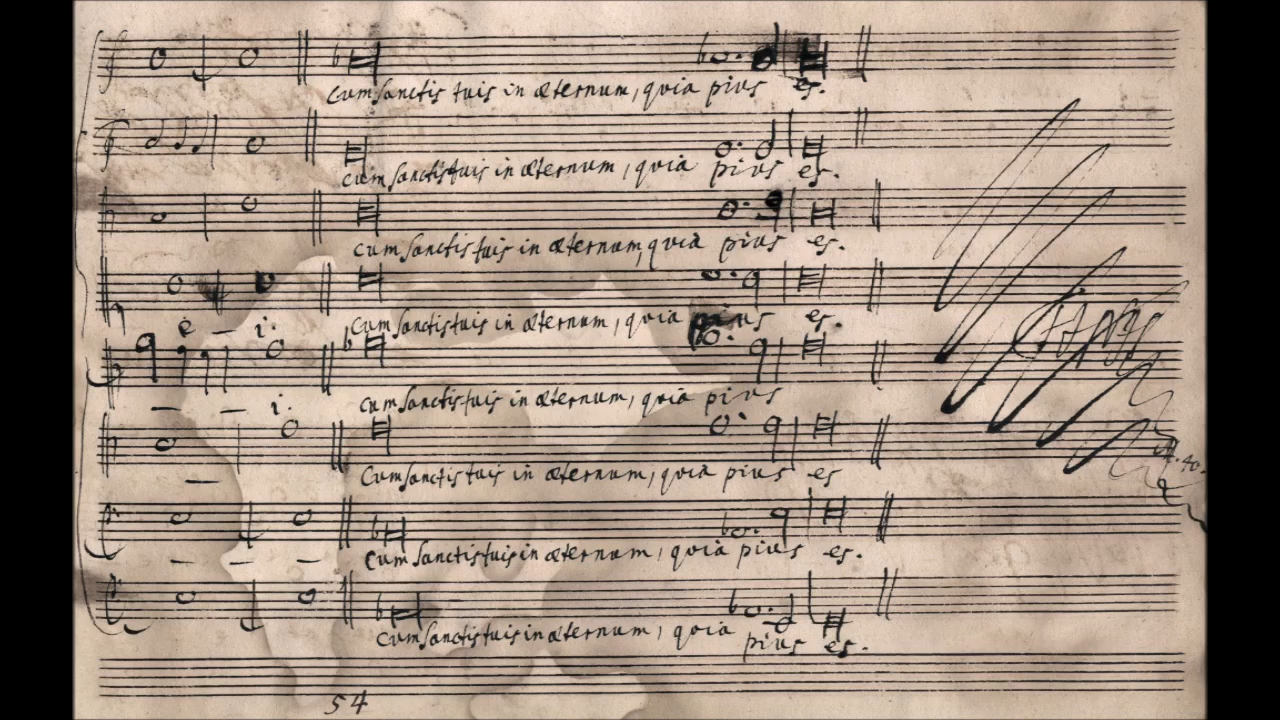 Cum sanctis tuis in æternum, quia pius es.
Cum sanctis tuis in æternum, quia pius es.
Cum sanctis tuis in æternum, quia pius es.
Cum sanctis tuis in æternum, quia pius es.
e – i.
Cum sanctis tuis in æternum, quia pius
i.
Cum sanctis tuis in æternum, quia pius es
Cum sanctis tuis in æternum, quia pius es.
Cum sanctis tuis in æternum, quia pius es.
54